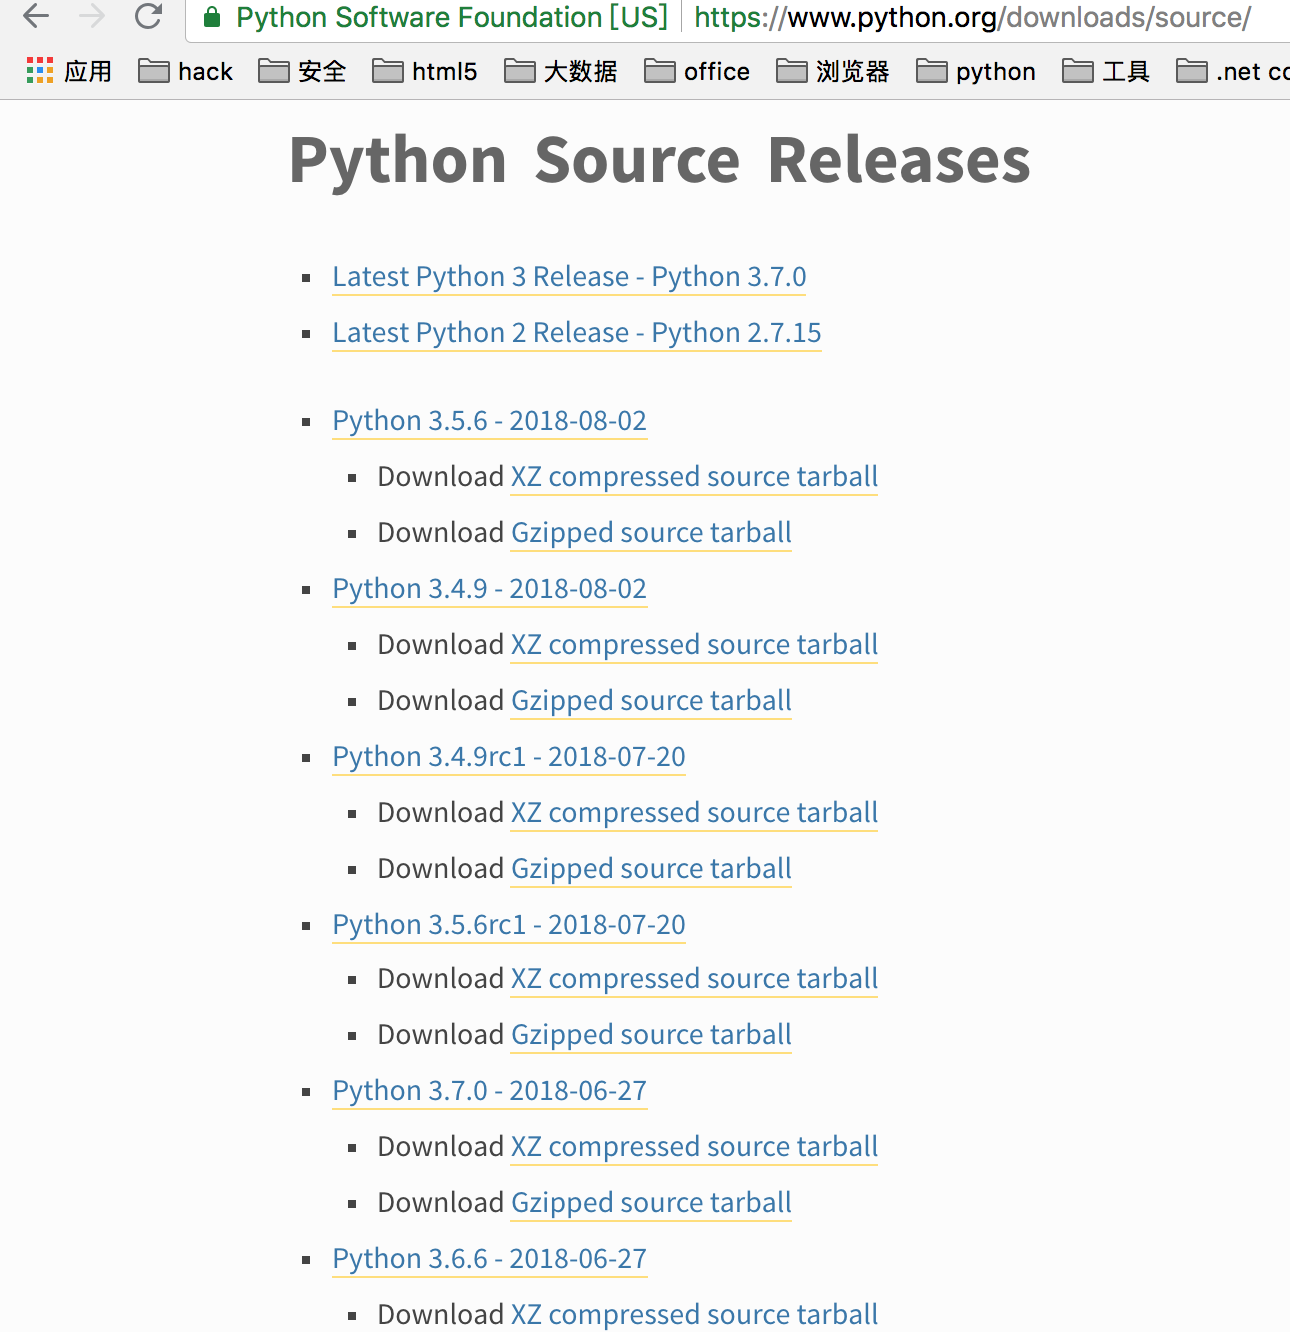 Python Software Foundation [US] https://www.python.org/downloads/source/
应用 hack 安全 html5 大数据 office 浏览器 python 工具 .net co
Python Source Releases
Latest Python 3 Release - Python 3.7.0
Latest Python 2 Release - Python 2.7.15
Python 3.5.6 - 2018-08-02
Download XZ compressed source tarball
Download Gzipped source tarball
Python 3.4.9 - 2018-08-02
Download XZ compressed source tarball
Download Gzipped source tarball
Python 3.4.9rc1 - 2018-07-20
Download XZ compressed source tarball
Download Gzipped source tarball
Python 3.5.6rc1 - 2018-07-20
Download XZ compressed source tarball
Download Gzipped source tarball
Python 3.7.0 - 2018-06-27
Download XZ compressed source tarball
Download Gzipped source tarball
Python 3.6.6 - 2018-06-27
Download XZ compressed source tarball